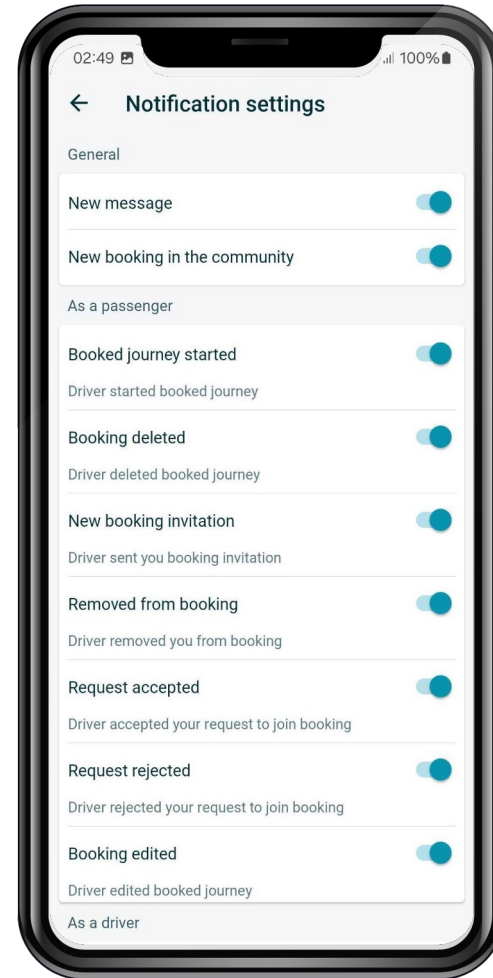 02:49 100%
Notification settings
General
New message
New booking in the community
As a passenger
Booked journey started
Driver started booked journey
Booking deleted
Driver deleted booked journey
New booking invitation
Driver sent you booking invitation
Removed from booking
Driver removed you from booking
Request accepted
Driver accepted your request to join booking
Request rejected
Driver rejected your request to join booking
Booking edited
Driver edited booked journey
As a driver